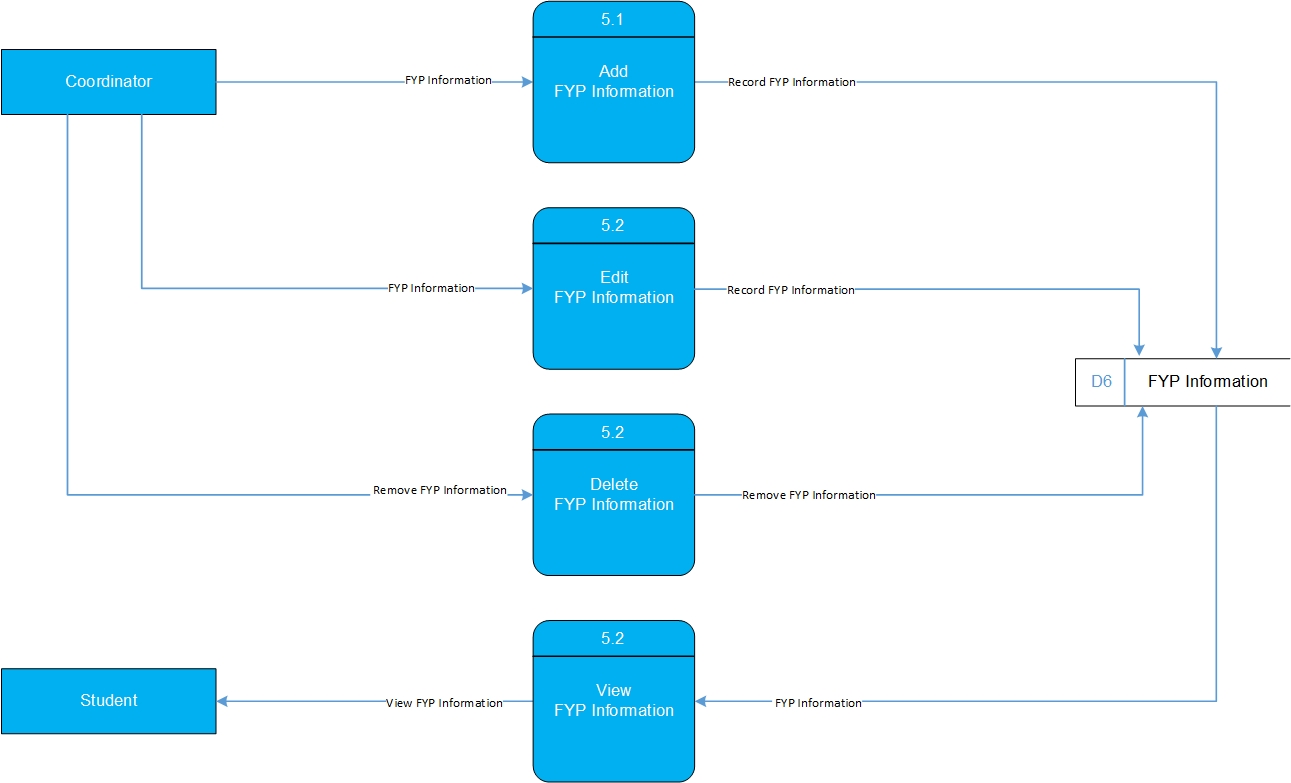 5.1
Coordinator
FYP Information
Add
FYP Information
Record FYP Information
5.2
FYP Information
Edit
FYP Information
Record FYP Information
D6
FYP Information
5.2
Remove FYP Information
Delete
FYP Information
Remove FYP Information
5.2
Student
View FYP Information
View
FYP Information
FYP Information